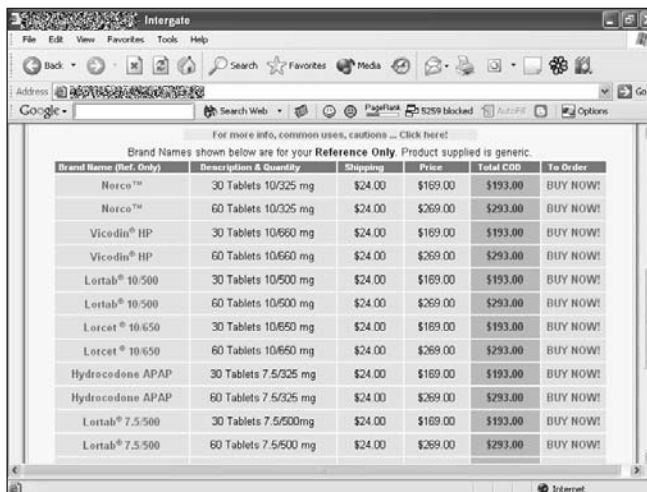 - Intergate
File Edit View Favorites Tools Help
Back Search Favorites Media
Address Go
Google Search Web PageRank 5259 blocked AutoFill Options
For more info, common uses, cautions ... Click here!
Brand Names shown below are for your Reference Only. Product supplied is generic.
Brand Name (Ref. Only) Description & Quantity Shipping Price Total COD To Order
Norco™ 30 Tablets 10/325 mg $24.00 $169.00 $193.00 BUY NOW!
Norco™ 60 Tablets 10/325 mg $24.00 $269.00 $293.00 BUY NOW!
Vicodin® HP 30 Tablets 10/660 mg $24.00 $169.00 $193.00 BUY NOW!
Vicodin® HP 60 Tablets 10/660 mg $24.00 $269.00 $293.00 BUY NOW!
Lortab® 10/500 30 Tablets 10/500 mg $24.00 $169.00 $193.00 BUY NOW!
Lortab® 10/500 60 Tablets 10/500 mg $24.00 $269.00 $293.00 BUY NOW!
Lorcet ® 10/650 30 Tablets 10/650 mg $24.00 $169.00 $193.00 BUY NOW!
Lorcet ® 10/650 60 Tablets 10/650 mg $24.00 $269.00 $293.00 BUY NOW!
Hydrocodone APAP 30 Tablets 7.5/325 mg $24.00 $169.00 $193.00 BUY NOW!
Hydrocodone APAP 60 Tablets 7.5/325 mg $24.00 $269.00 $293.00 BUY NOW!
Lortab® 7.5/500 30 Tablets 7.5/500mg $24.00 $169.00 $193.00 BUY NOW!
Lortab® 7.5/500 60 Tablets 7.5/500 mg $24.00 $269.00 $293.00 BUY NOW!
Internet